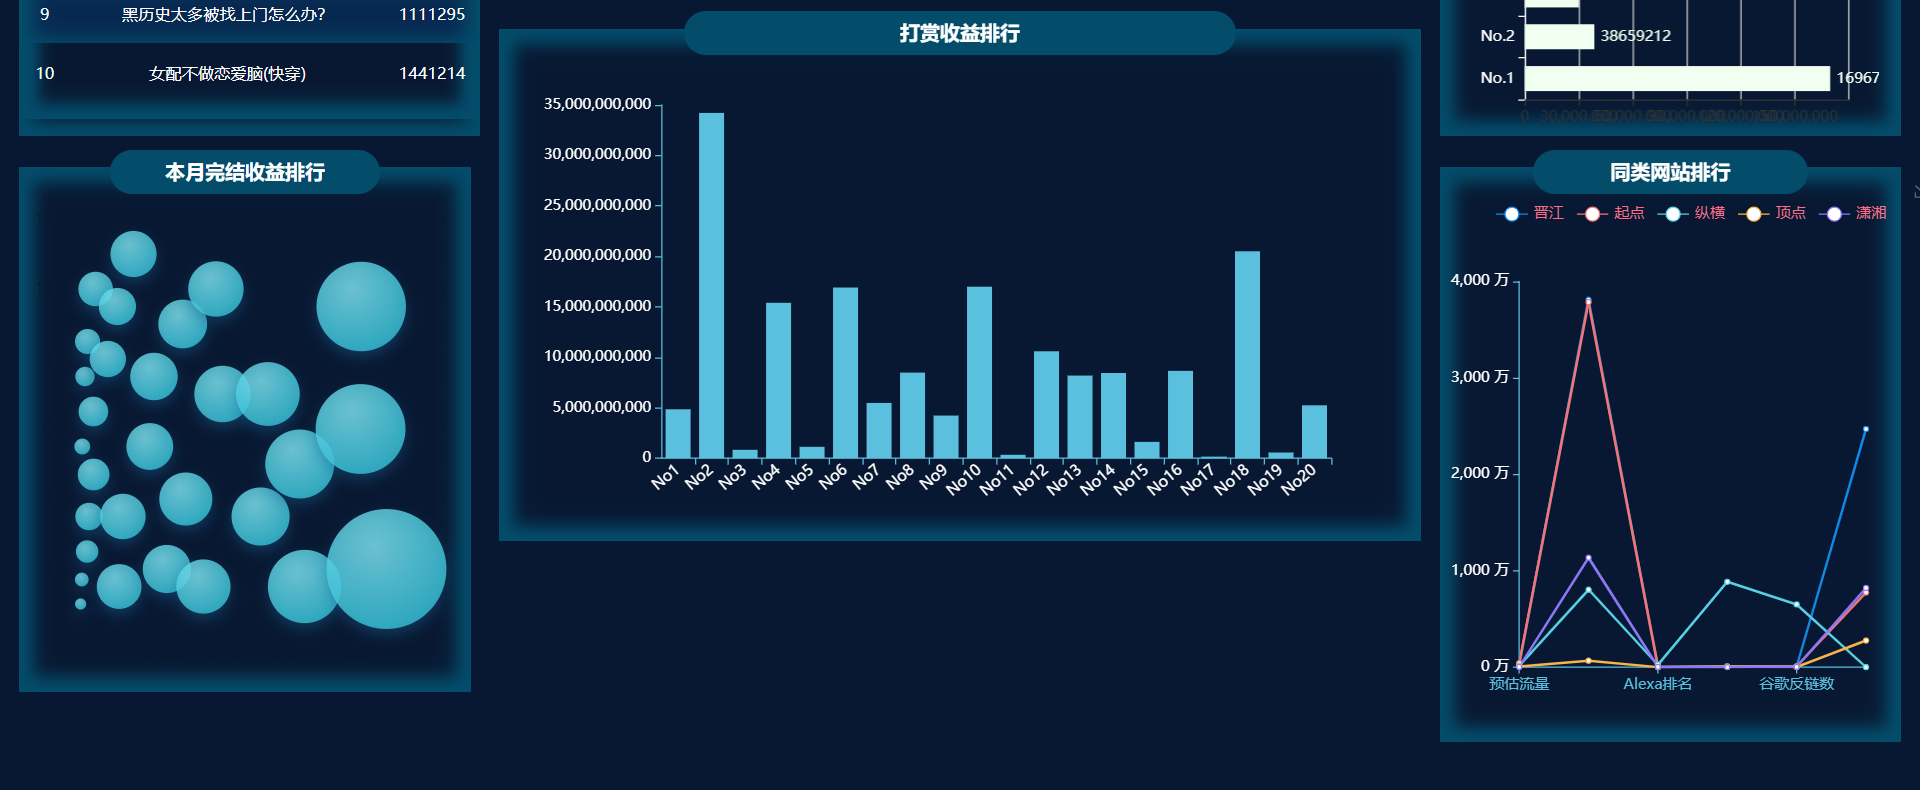 9 黑历史太多被找上门怎么办? 1111295
10 女配不做恋爱脑(快穿) 1441214
本月完结收益排行
打赏收益排行
35,000,000,000
30,000,000,000
25,000,000,000
20,000,000,000
15,000,000,000
10,000,000,000
5,000,000,000
0
No1 No2 No3 No4 No5 No6 No7 No8 No9 No10 No11 No12 No13 No14 No15 No16 No17 No18 No19 No20
No.2 38659212
No.1 16967
0
同类网站排行
晋江 起点 纵横 顶点 潇湘
4,000 万
3,000 万
2,000 万
1,000 万
0 万
预估流量 Alexa排名 谷歌反链数